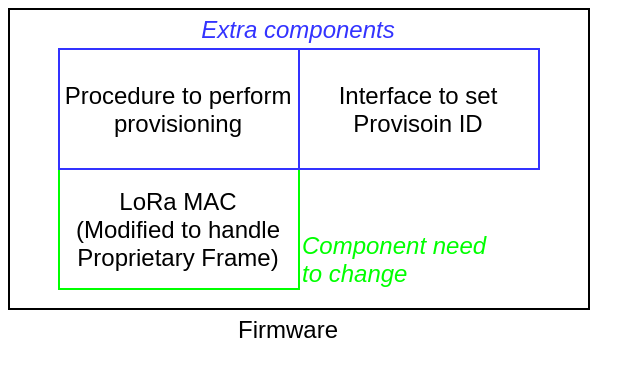 Extra components
Procedure to perform
provisioning
Interface to set
Provisoin ID
LoRa MAC
(Modified to handle
Proprietary Frame)
Component need
to change
Firmware